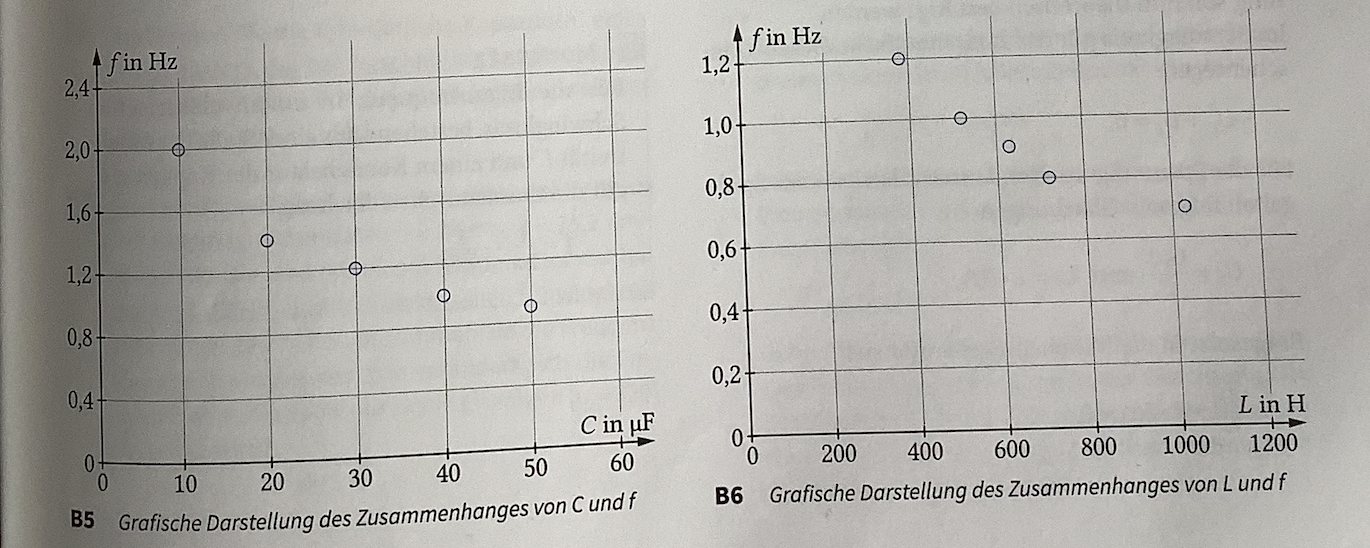 f in Hz
2,4
2,0
1,6
1,2
0,8
0,4
0
C in µF
0 10 20 30 40 50 60
B5 Grafische Darstellung des Zusammenhanges von C und f
f in Hz
1,2
1,0
0,8
0,6
0,4
0,2
0
L in H
0 200 400 600 800 1000 1200
B6 Grafische Darstellung des Zusammenhanges von L und f